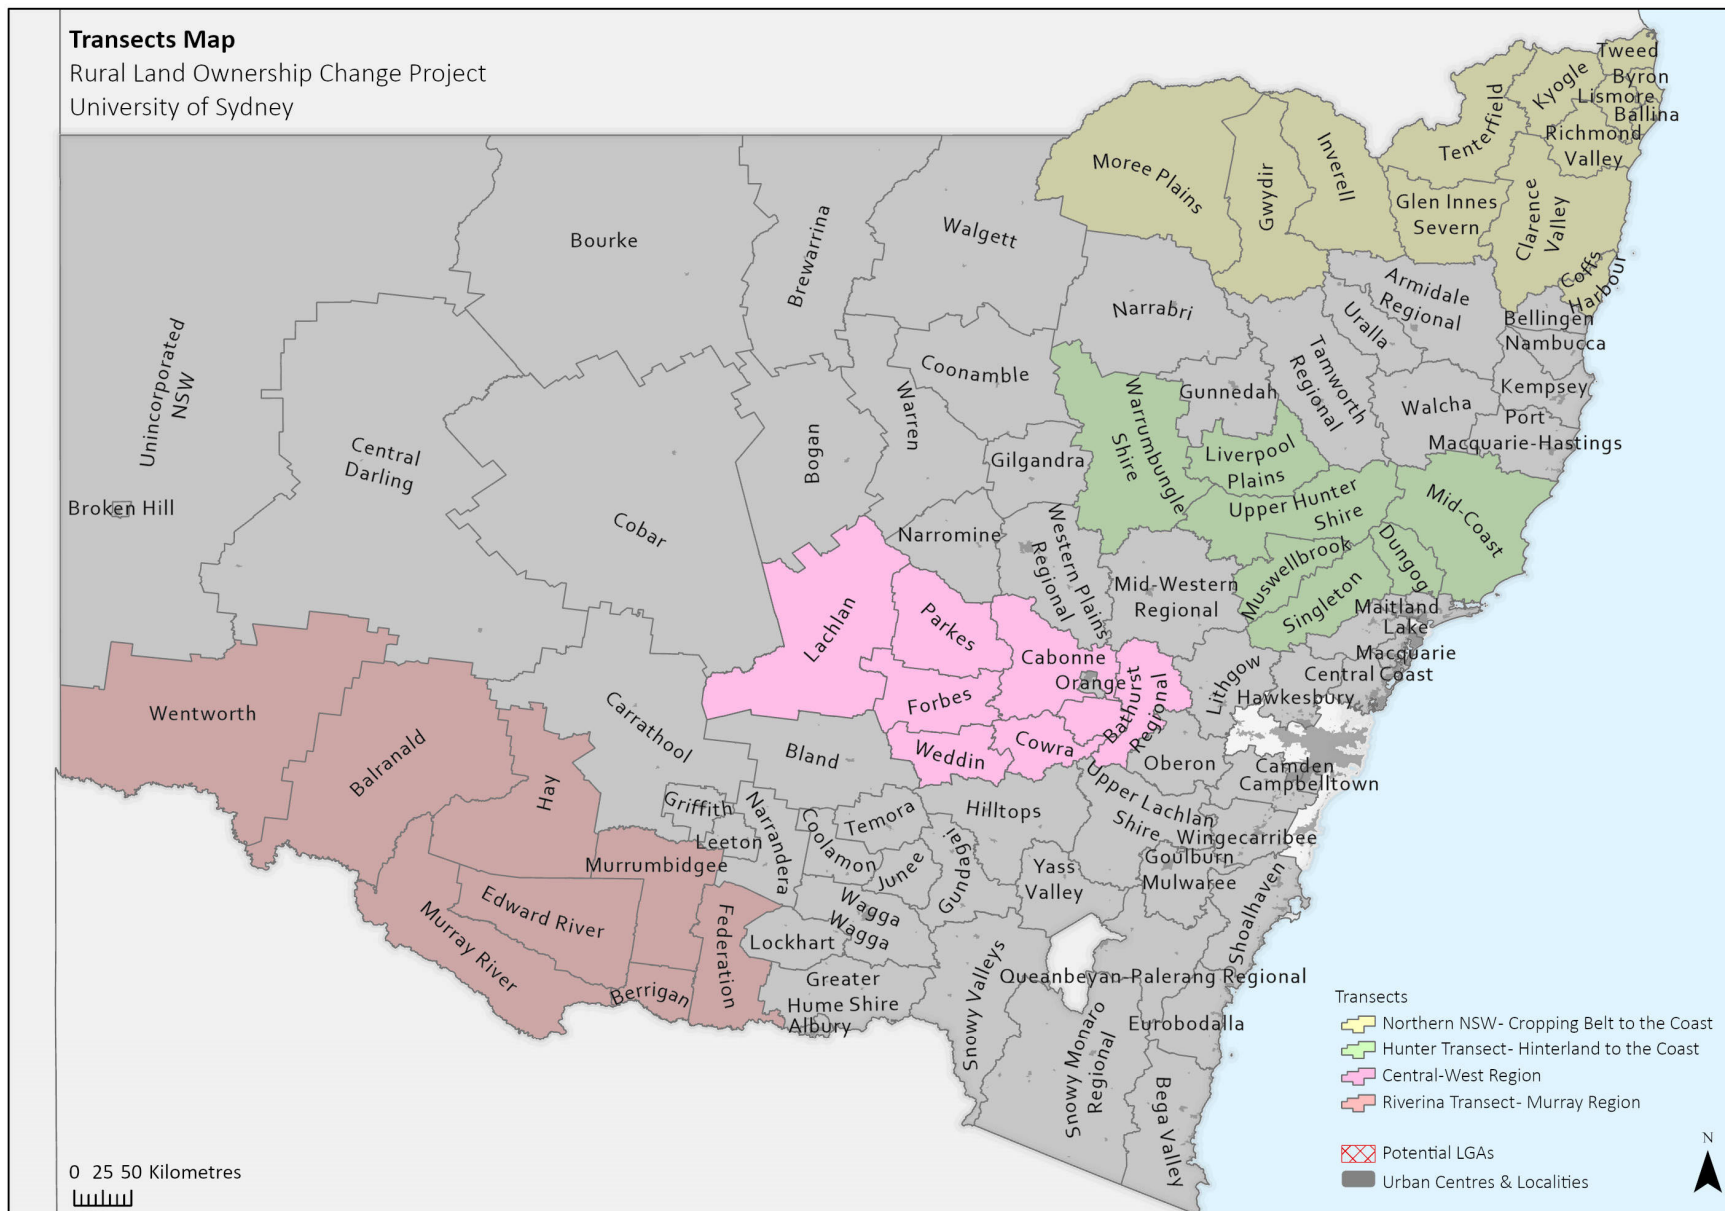 Transects Map
Rural Land Ownership Change Project
University of Sydney
Tweed
Kyogle
Byron
Lismore
Ballina
Tenterfield
Richmond
Valley
Moree Plains
Gwydir
Inverell
Glen Innes
Severn
Clarence
Valley
Coffs
Harbour
Bourke
Brewarrina
Walgett
Narrabri
Armidale
Regional
Uralla
Bellingen
Nambucca
Unincorporated
NSW
Coonamble
Warren
Tamworth
Regional
Gunnedah
Walcha
Kempsey
Port
Macquarie-Hastings
Central
Darling
Bogan
Gilgandra
Warrumbungle
Shire
Liverpool
Plains
Upper Hunter
Shire
Mid-Coast
Broken Hill
Cobar
Narromine
Western Plains
Regional
Mid-Western
Regional
Muswellbrook
Singleton
Dungog
Maitland
Lake
Macquarie
Central Coast
Lachlan
Parkes
Cabonne
Orange
Bathurst
Regional
Lithgow
Hawkesbury
Wentworth
Balranald
Hay
Carrathool
Forbes
Bland
Weddin
Cowra
Oberon
Camden
Campbelltown
Griffith
Leeton
Narrandera
Coolamon
Temora
Junee
Gundagai
Hilltops
Upper Lachlan
Shire
Wingecarribee
Goulburn
Mulwaree
Yass
Valley
Murrumbidgee
Edward River
Murray River
Federation
Berrigan
Wagga
Wagga
Lockhart
Greater
Hume Shire
Albury
Snowy Valleys
Queanbeyan-Palerang Regional
Shoalhaven
Eurobodalla
Snowy Monaro
Regional
Bega Valley
Transects
Northern NSW- Cropping Belt to the Coast
Hunter Transect- Hinterland to the Coast
Central-West Region
Riverina Transect- Murray Region
Potential LGAs
Urban Centres & Localities
N
0 25 50 Kilometres